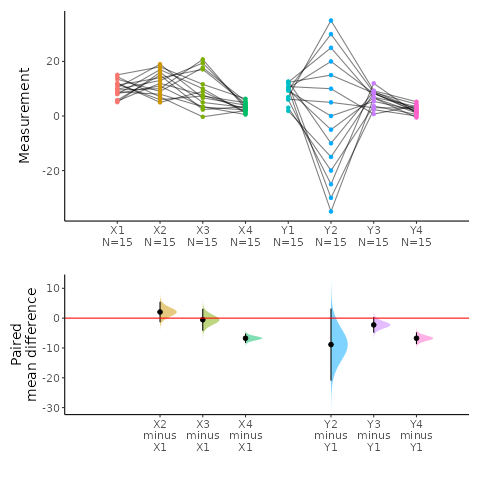 Measurement
20
0
-20
X1 X2 X3 X4 Y1 Y2 Y3 Y4
N=15 N=15 N=15 N=15 N=15 N=15 N=15 N=15
Paired
mean difference
10
0
-10
-20
-30
X2 X3 X4 Y2 Y3 Y4
minus minus minus minus minus minus
X1 X1 X1 Y1 Y1 Y1